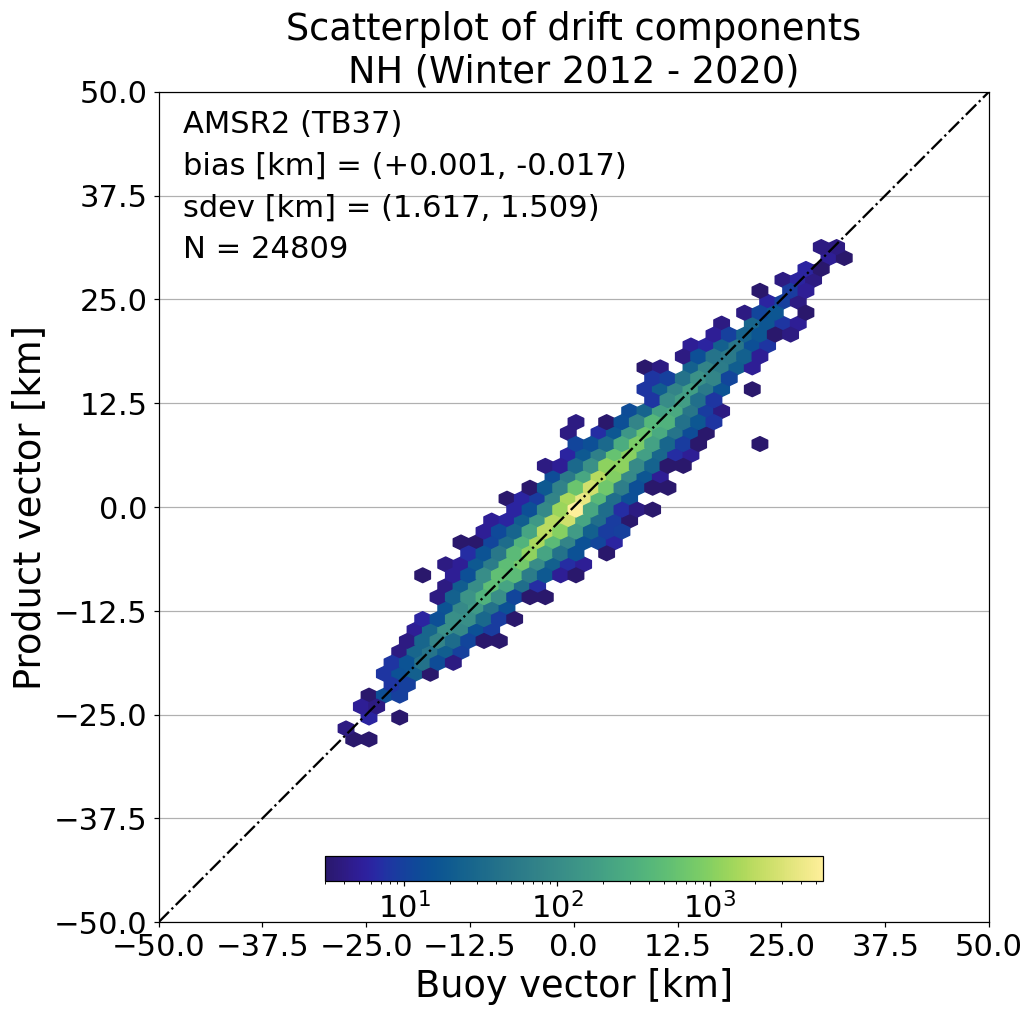 Scatterplot of drift components
NH (Winter 2012 - 2020)
AMSR2 (TB37)
bias [km] = (+0.001, -0.017)
sdev [km] = (1.617, 1.509)
N = 24809
50.0
37.5
25.0
12.5
0.0
−12.5
−25.0
−37.5
−50.0
Product vector [km]
10¹ 10² 10³
−50.0 −37.5 −25.0 −12.5 0.0 12.5 25.0 37.5 50.0
Buoy vector [km]